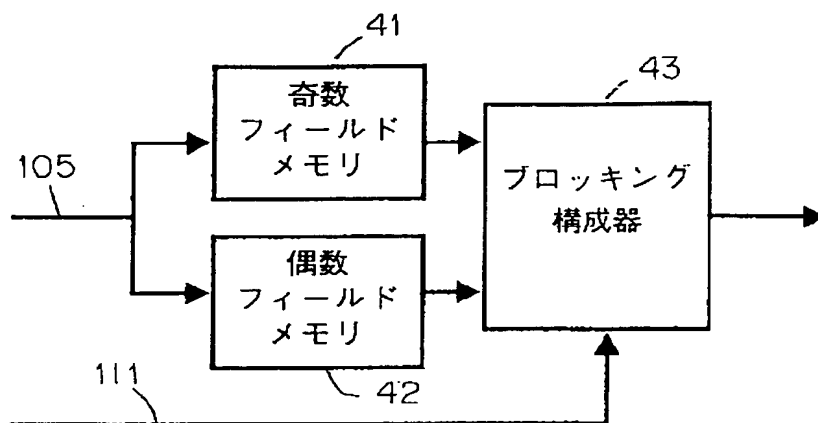 41
奇数
フィールド
メモリ
43
ブロッキング
構成器
105
偶数
フィールド
メモリ
42
111